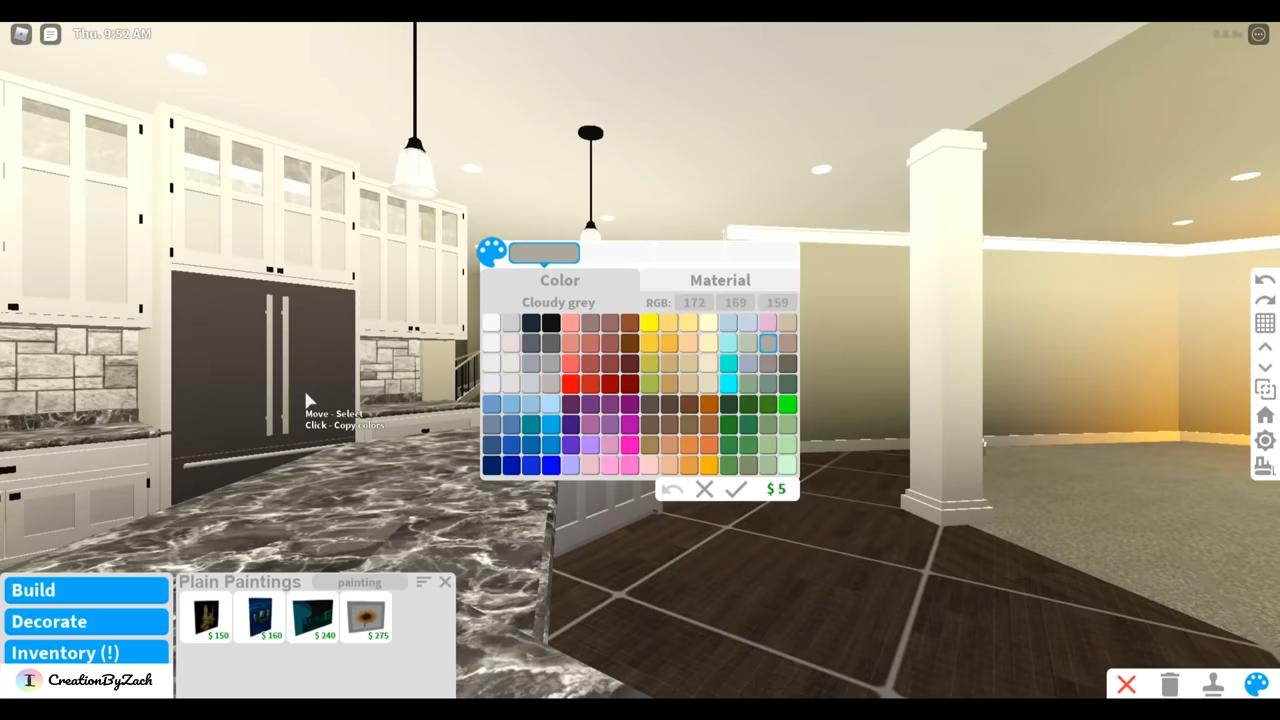 Thu. 9:52 AM
Color
Material
Cloudy grey
RGB: 172 169 159
Move - Select
Click - Copy colors
$ 5
Build
Decorate
Inventory (!)
Plain Paintings
painting
$ 150
$ 160
$ 240
$ 275
I
CreationByZach